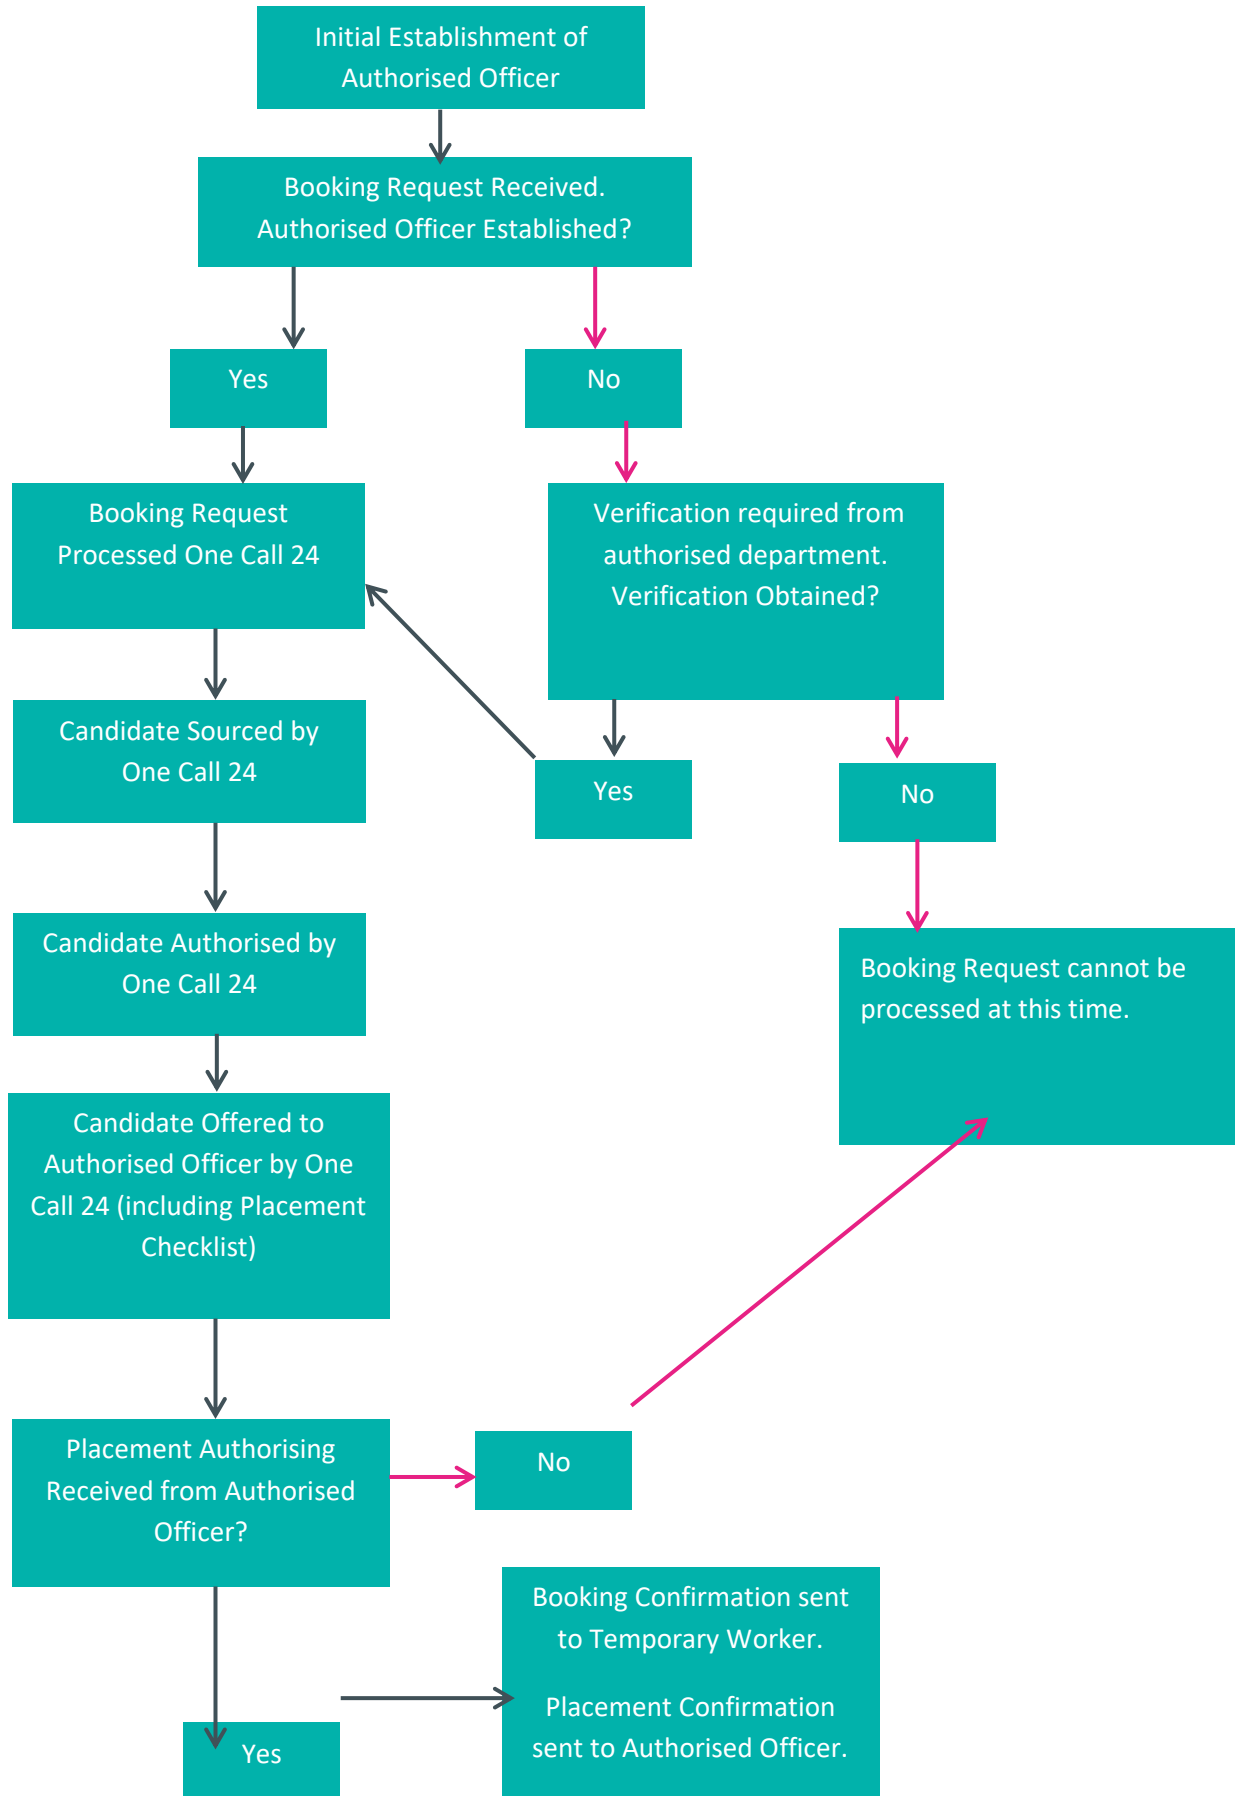 Initial Establishment of
Authorised Officer
Booking Request Received.
Authorised Officer Established?
Yes
No
Booking Request
Processed One Call 24
Verification required from
authorised department.
Verification Obtained?
Candidate Sourced by
One Call 24
Yes
No
Candidate Authorised by
One Call 24
Booking Request cannot be
processed at this time.
Candidate Offered to
Authorised Officer by One
Call 24 (including Placement
Checklist)
Placement Authorising
Received from Authorised
Officer?
No
Booking Confirmation sent
to Temporary Worker.
Placement Confirmation
sent to Authorised Officer.
Yes